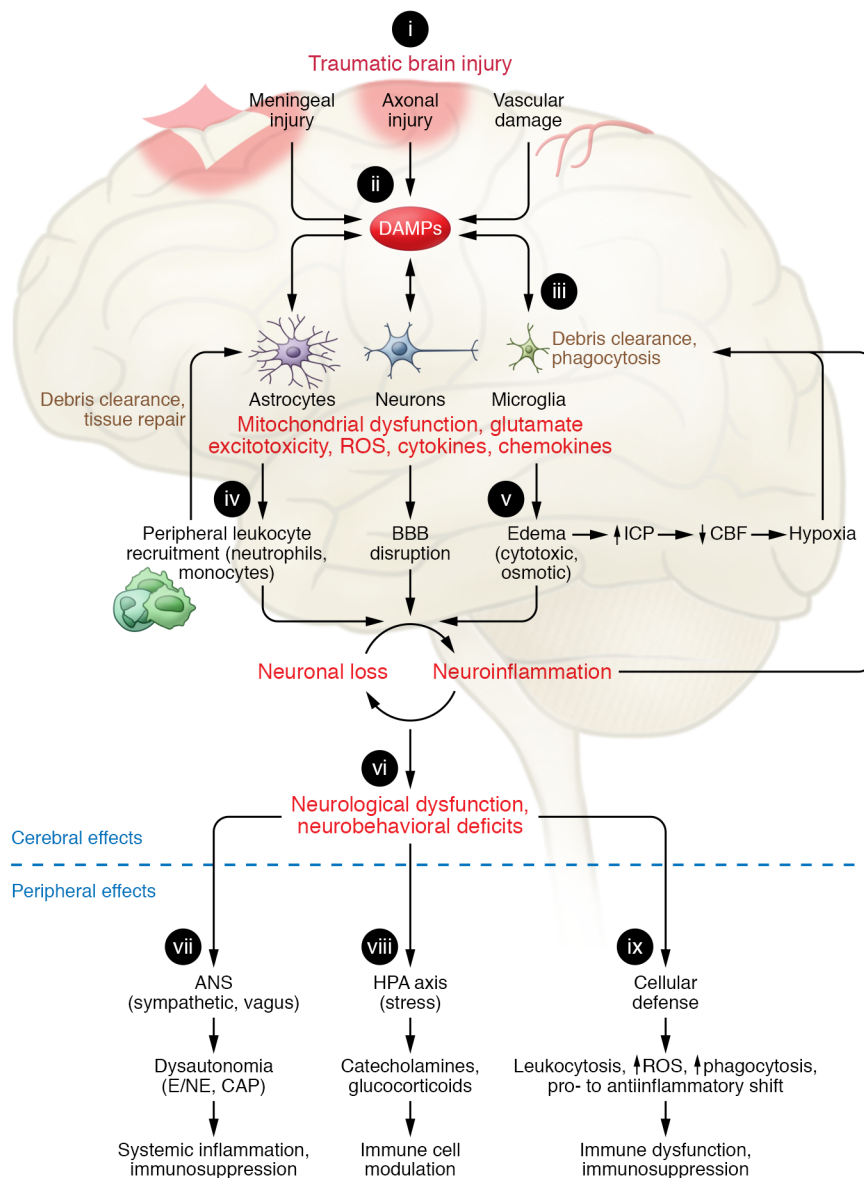 i
Traumatic brain injury
Meningeal
injury
Axonal
injury
Vascular
damage
ii
DAMPs
iii
Debris clearance,
phagocytosis
Astrocytes
Neurons
Microglia
Debris clearance,
tissue repair
Mitochondrial dysfunction, glutamate
excitotoxicity, ROS, cytokines, chemokines
iv
v
Peripheral leukocyte
recruitment (neutrophils,
monocytes)
BBB
disruption
Edema
(cytotoxic,
osmotic)
ICP
CBF
Hypoxia
Neuronal loss
Neuroinflammation
vi
Neurological dysfunction,
neurobehavioral deficits
Cerebral effects
Peripheral effects
vii
viii
ix
ANS
(sympathetic, vagus)
HPA axis
(stress)
Cellular
defense
Dysautonomia
(E/NE, CAP)
Catecholamines,
glucocorticoids
Leukocytosis, ↑ROS, ↑phagocytosis,
pro- to antiinflammatory shift
Systemic inflammation,
immunosuppression
Immune cell
modulation
Immune dysfunction,
immunosuppression